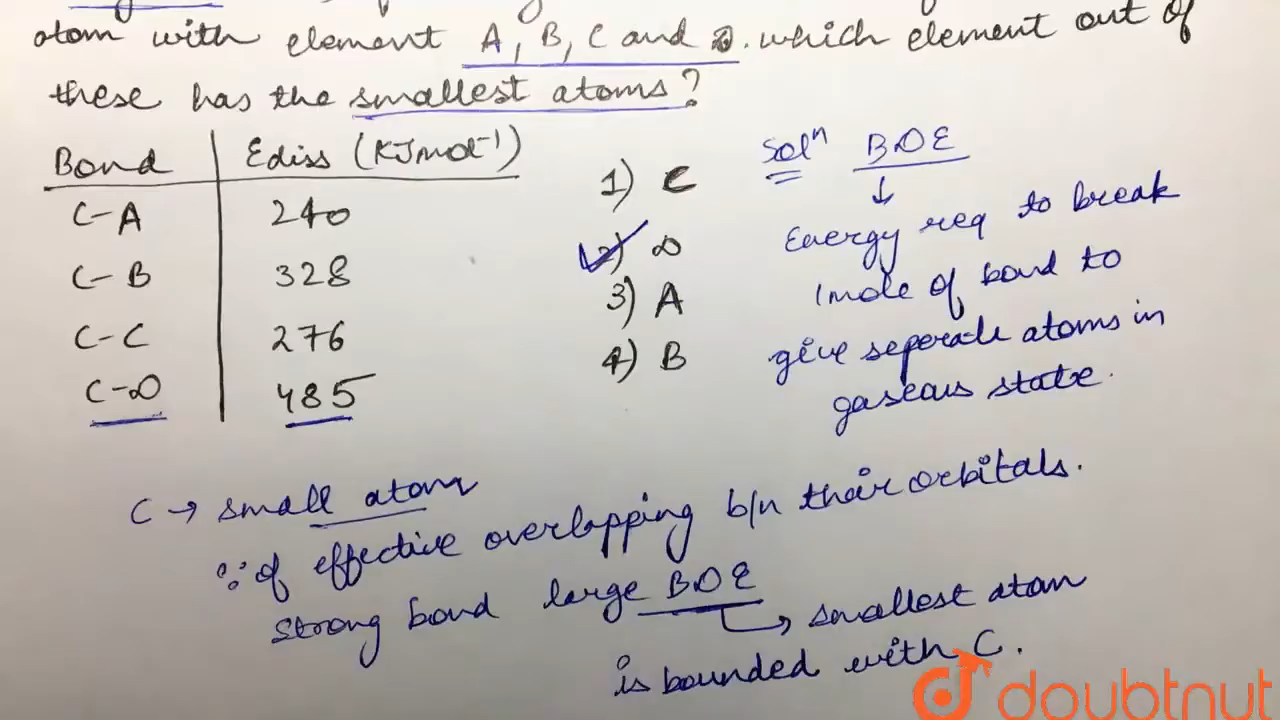 atom with element A, B, C and D. which element out of
these has the smallest atoms?
Bond Ediss (KJmol⁻¹)
C-A 240
C-B 328
C-C 276
C-D 485
1) C
2) D
3) A
4) B
Solⁿ BDE
↓
Energy req to break
1 mole of bond to
give seperate atoms in
gaseous state.
C → small atom
∵ of effective overlapping b/n their orbitals.
strong bond large BDE
→ smallest atom
is bounded with C.
doubtnut